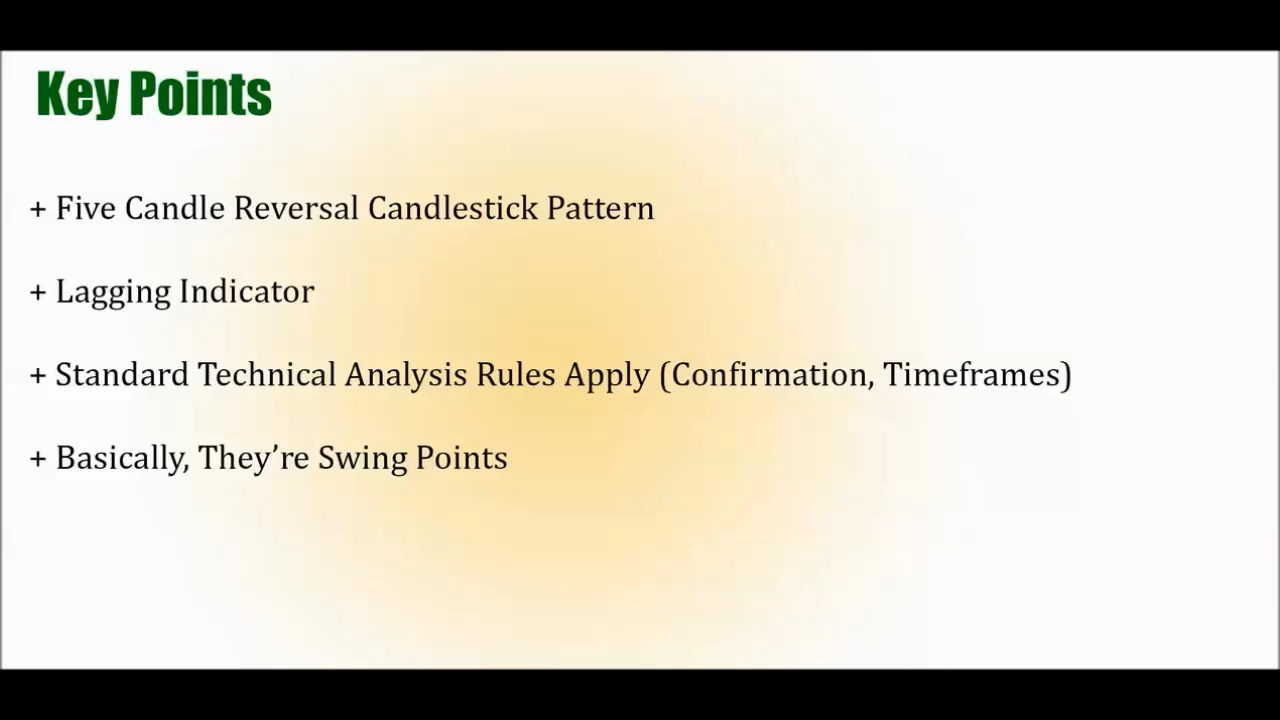 Key Points
+ Five Candle Reversal Candlestick Pattern
+ Lagging Indicator
+ Standard Technical Analysis Rules Apply (Confirmation, Timeframes)
+ Basically, They’re Swing Points